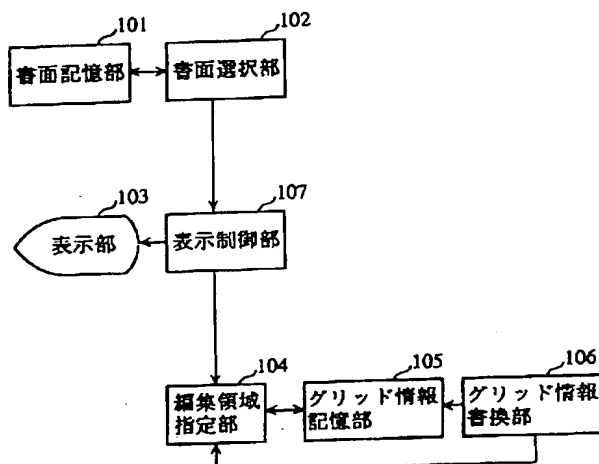 101
102
書面記憶部
書面選択部
103
107
表示部
表示制御部
104
105
106
編集領域
指定部
グリッド情報
記憶部
グリッド情報
書換部